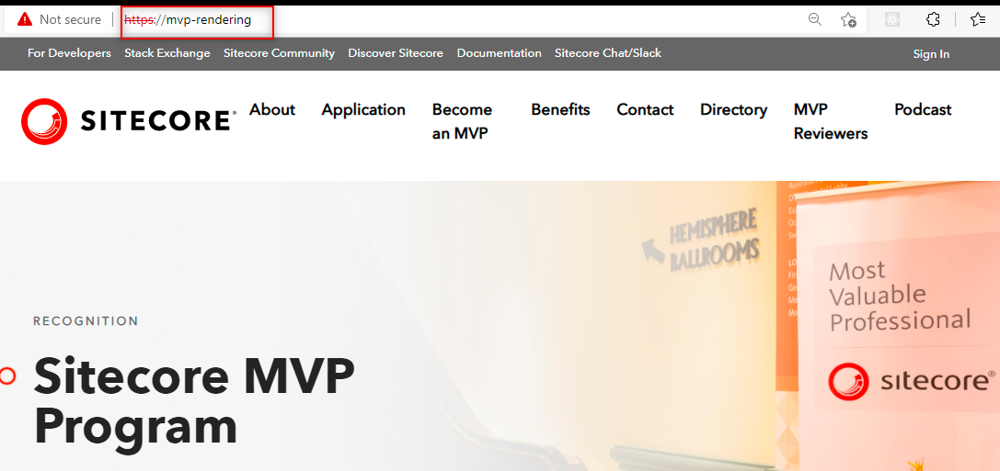 Not secure https://mvp-rendering
For Developers Stack Exchange Sitecore Community Discover Sitecore Documentation Sitecore Chat/Slack Sign In
SITECORE®
About Application Become an MVP Benefits Contact Directory MVP Reviewers Podcast
HEMISPHERE
BALLROOMS
Most
Valuable
Professional
sitecore®
RECOGNITION
Sitecore MVP
Program